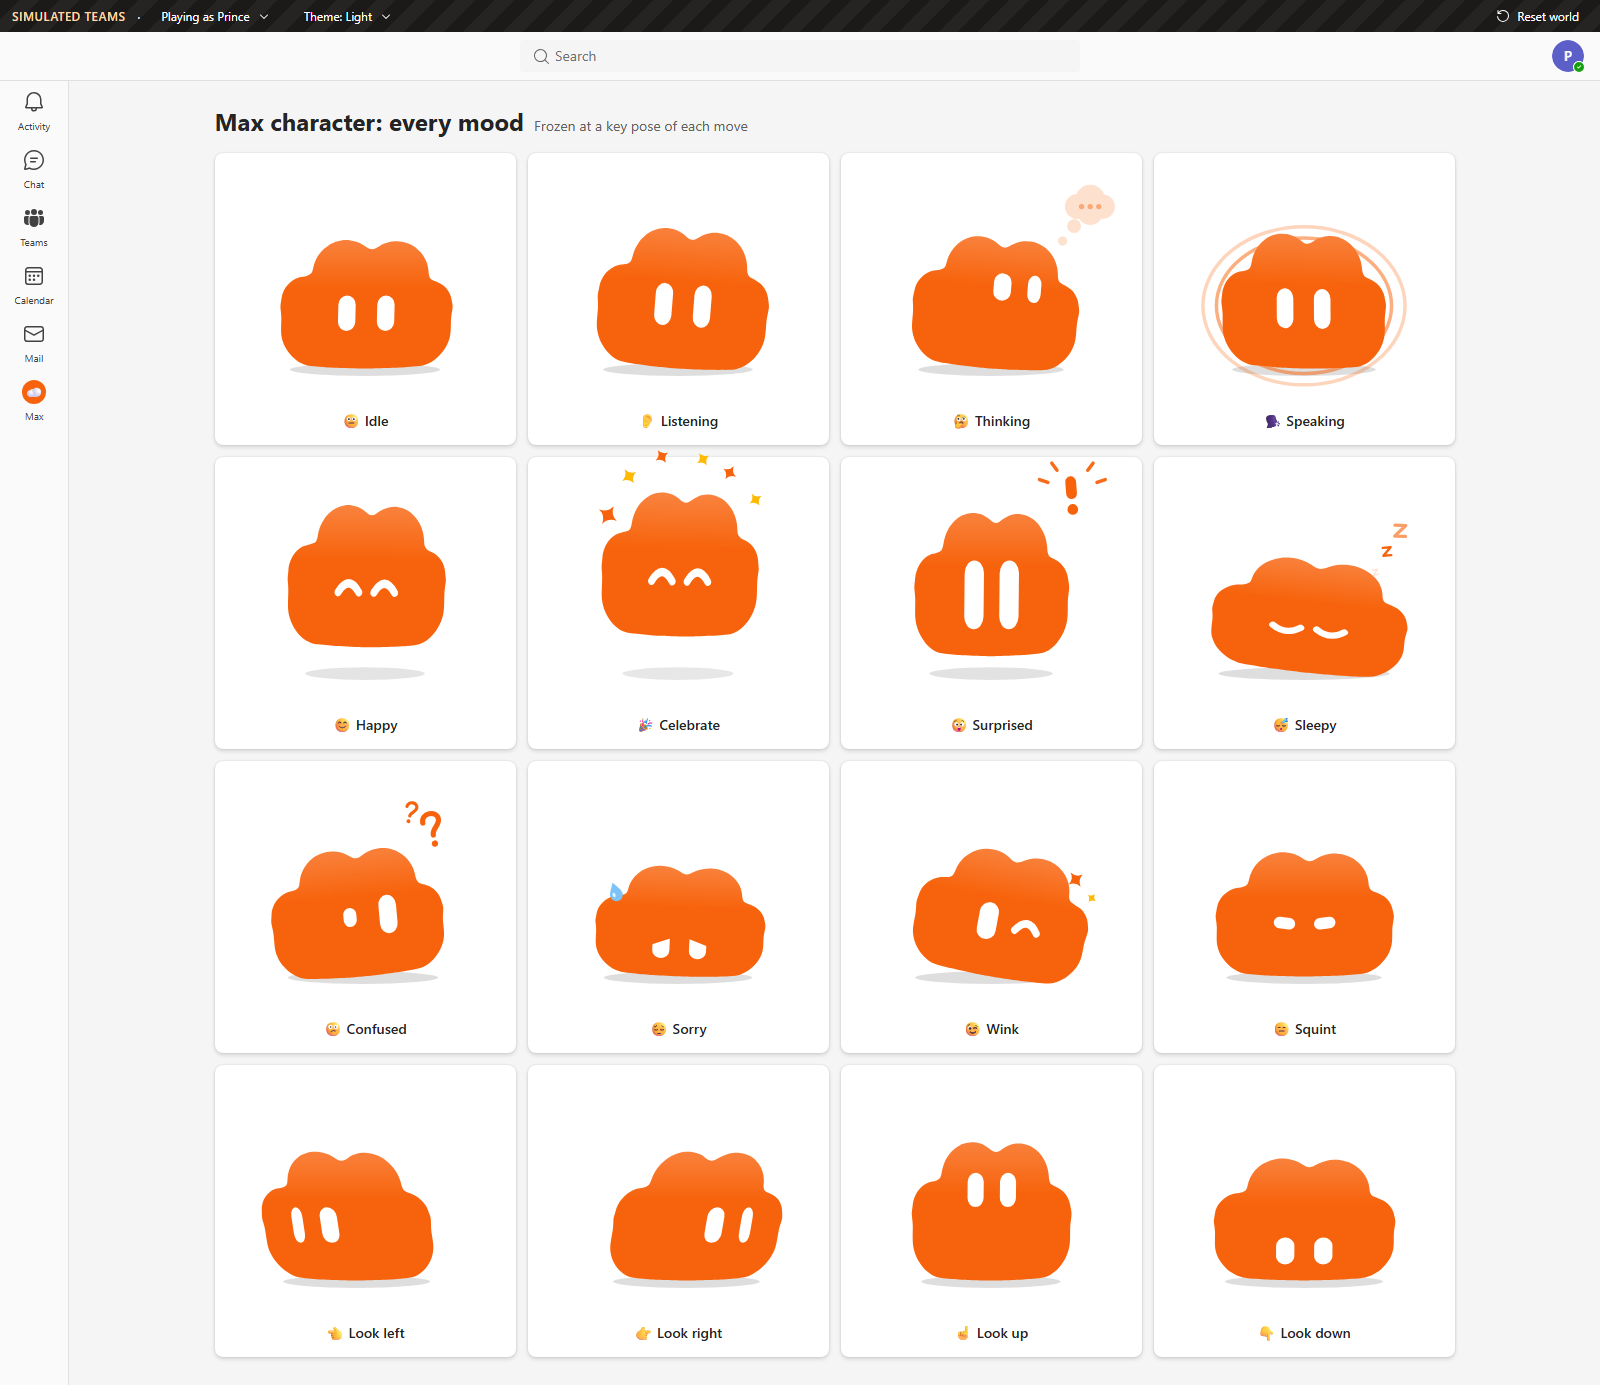 SIMULATED TEAMS · Playing as Prince Theme: Light Reset world
Search
P
Activity
Chat
Teams
Calendar
Mail
Max
Max character: every mood Frozen at a key pose of each move
Idle
Listening
Thinking
Speaking
!
z z z
Happy
Celebrate
Surprised
Sleepy
? ?
Confused
Sorry
Wink
Squint
Look left
Look right
Look up
Look down